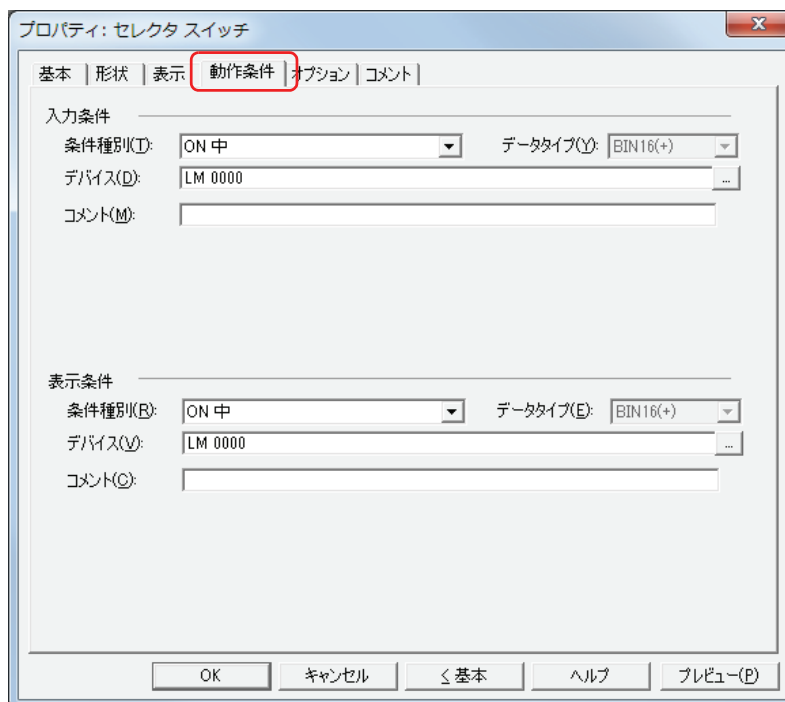 プロパティ: セレクタ スイッチ
基本 形状 表示 動作条件 オプション コメント
入力条件
条件種別(T): ON 中 データタイプ(Y): BIN16(+)
デバイス(D): LM 0000 ...
コメント(M):
表示条件
条件種別(R): ON 中 データタイプ(E): BIN16(+)
デバイス(V): LM 0000 ...
コメント(C):
OK キャンセル < 基本 ヘルプ プレビュー(P)